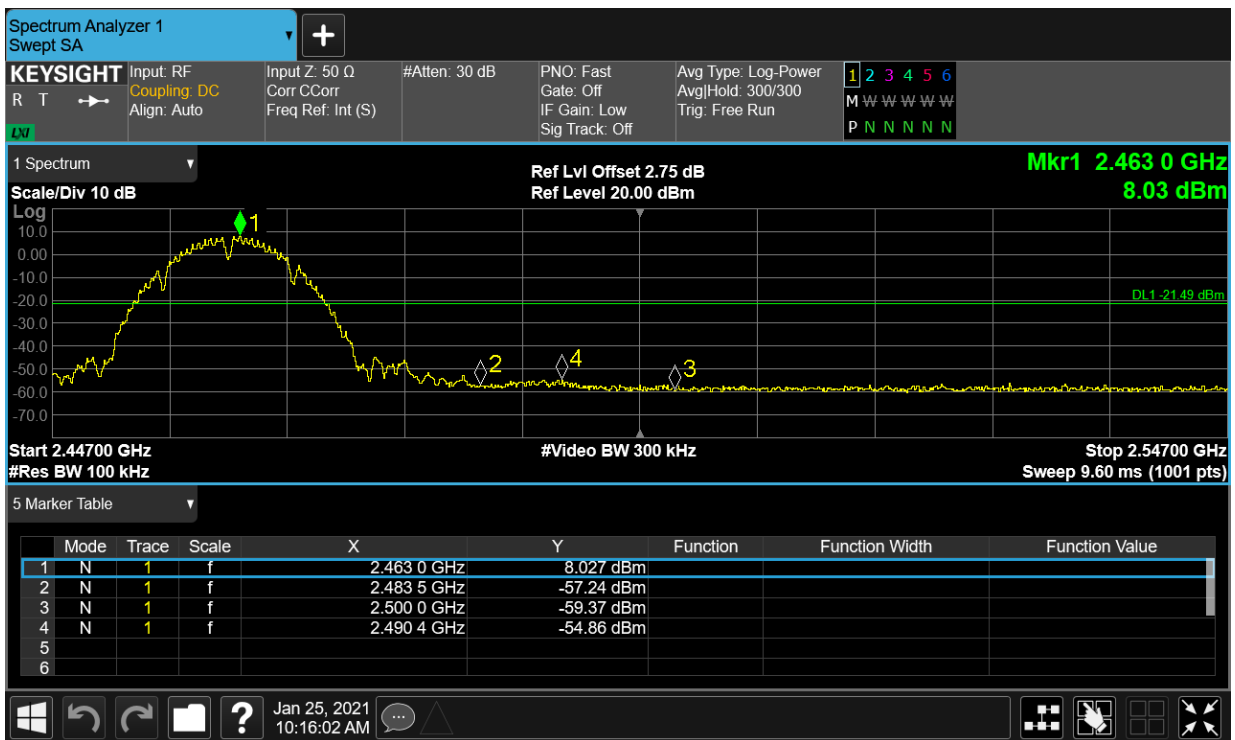 Spectrum Analyzer 1
Swept SA
KEYSIGHT
R T
LXI
Input: RF
Coupling: DC
Align: Auto
Input Z: 50 Ω
Corr CCorr
Freq Ref: Int (S)
#Atten: 30 dB
PNO: Fast
Gate: Off
IF Gain: Low
Sig Track: Off
Avg Type: Log-Power
Avg|Hold: 300/300
Trig: Free Run
1 2 3 4 5 6
M W W W W W
P N N N N N
1 Spectrum
Scale/Div 10 dB
Ref Lvl Offset 2.75 dB
Ref Level 20.00 dBm
Mkr1 2.463 0 GHz
8.03 dBm
Log
10.0
0.00
-10.0
-20.0
-30.0
-40.0
-50.0
-60.0
-70.0
1
2
4
3
DL1 -21.49 dBm
Start 2.44700 GHz
#Res BW 100 kHz
#Video BW 300 kHz
Stop 2.54700 GHz
Sweep 9.60 ms (1001 pts)
5 Marker Table
Mode Trace Scale X Y Function Function Width Function Value
1 N 1 f 2.463 0 GHz 8.027 dBm
2 N 1 f 2.483 5 GHz -57.24 dBm
3 N 1 f 2.500 0 GHz -59.37 dBm
4 N 1 f 2.490 4 GHz -54.86 dBm
5
6
?
Jan 25, 2021
10:16:02 AM